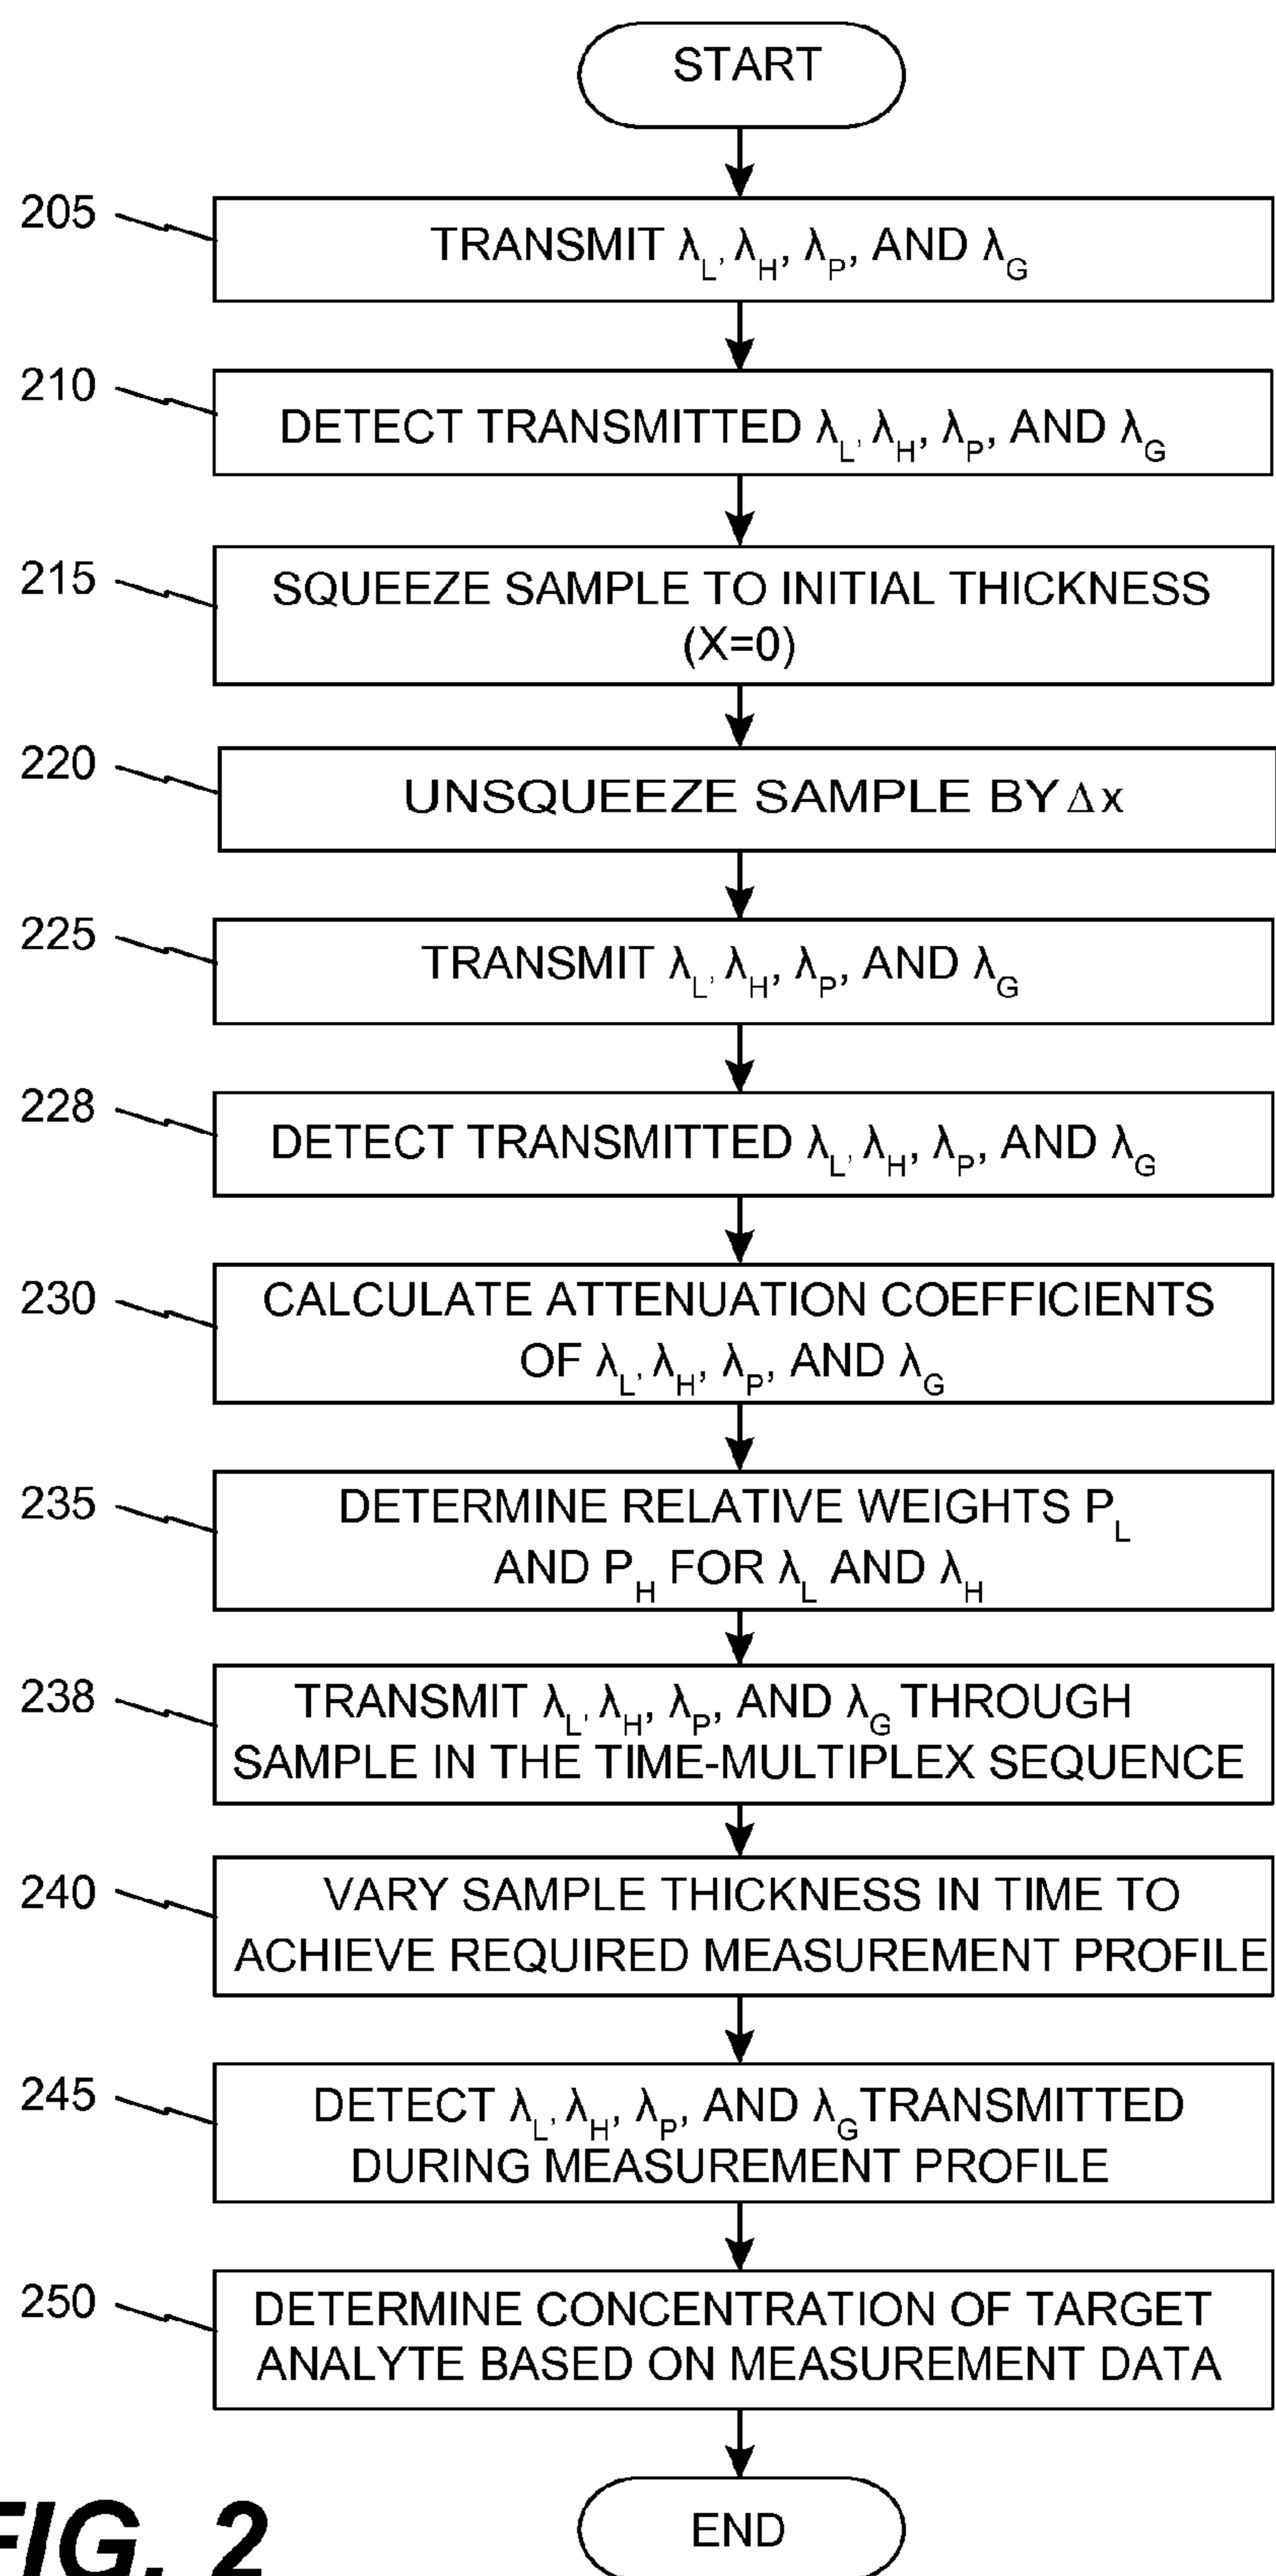 START
205
TRANSMIT λL, λH, λP, AND λG
210
DETECT TRANSMITTED λL, λH, λP, AND λG
215
SQUEEZE SAMPLE TO INITIAL THICKNESS
(X=0)
220
UNSQUEEZE SAMPLE BY Δx
225
TRANSMIT λL, λH, λP, AND λG
228
DETECT TRANSMITTED λL, λH, λP, AND λG
230
CALCULATE ATTENUATION COEFFICIENTS
OF λL, λH, λP, AND λG
235
DETERMINE RELATIVE WEIGHTS PL
AND PH FOR λL AND λH
238
TRANSMIT λL, λH, λP, AND λG THROUGH
SAMPLE IN THE TIME-MULTIPLEX SEQUENCE
240
VARY SAMPLE THICKNESS IN TIME TO
ACHIEVE REQUIRED MEASUREMENT PROFILE
245
DETECT λL, λH, λP, AND λG TRANSMITTED
DURING MEASUREMENT PROFILE
250
DETERMINE CONCENTRATION OF TARGET
ANALYTE BASED ON MEASUREMENT DATA
END
FIG. 2